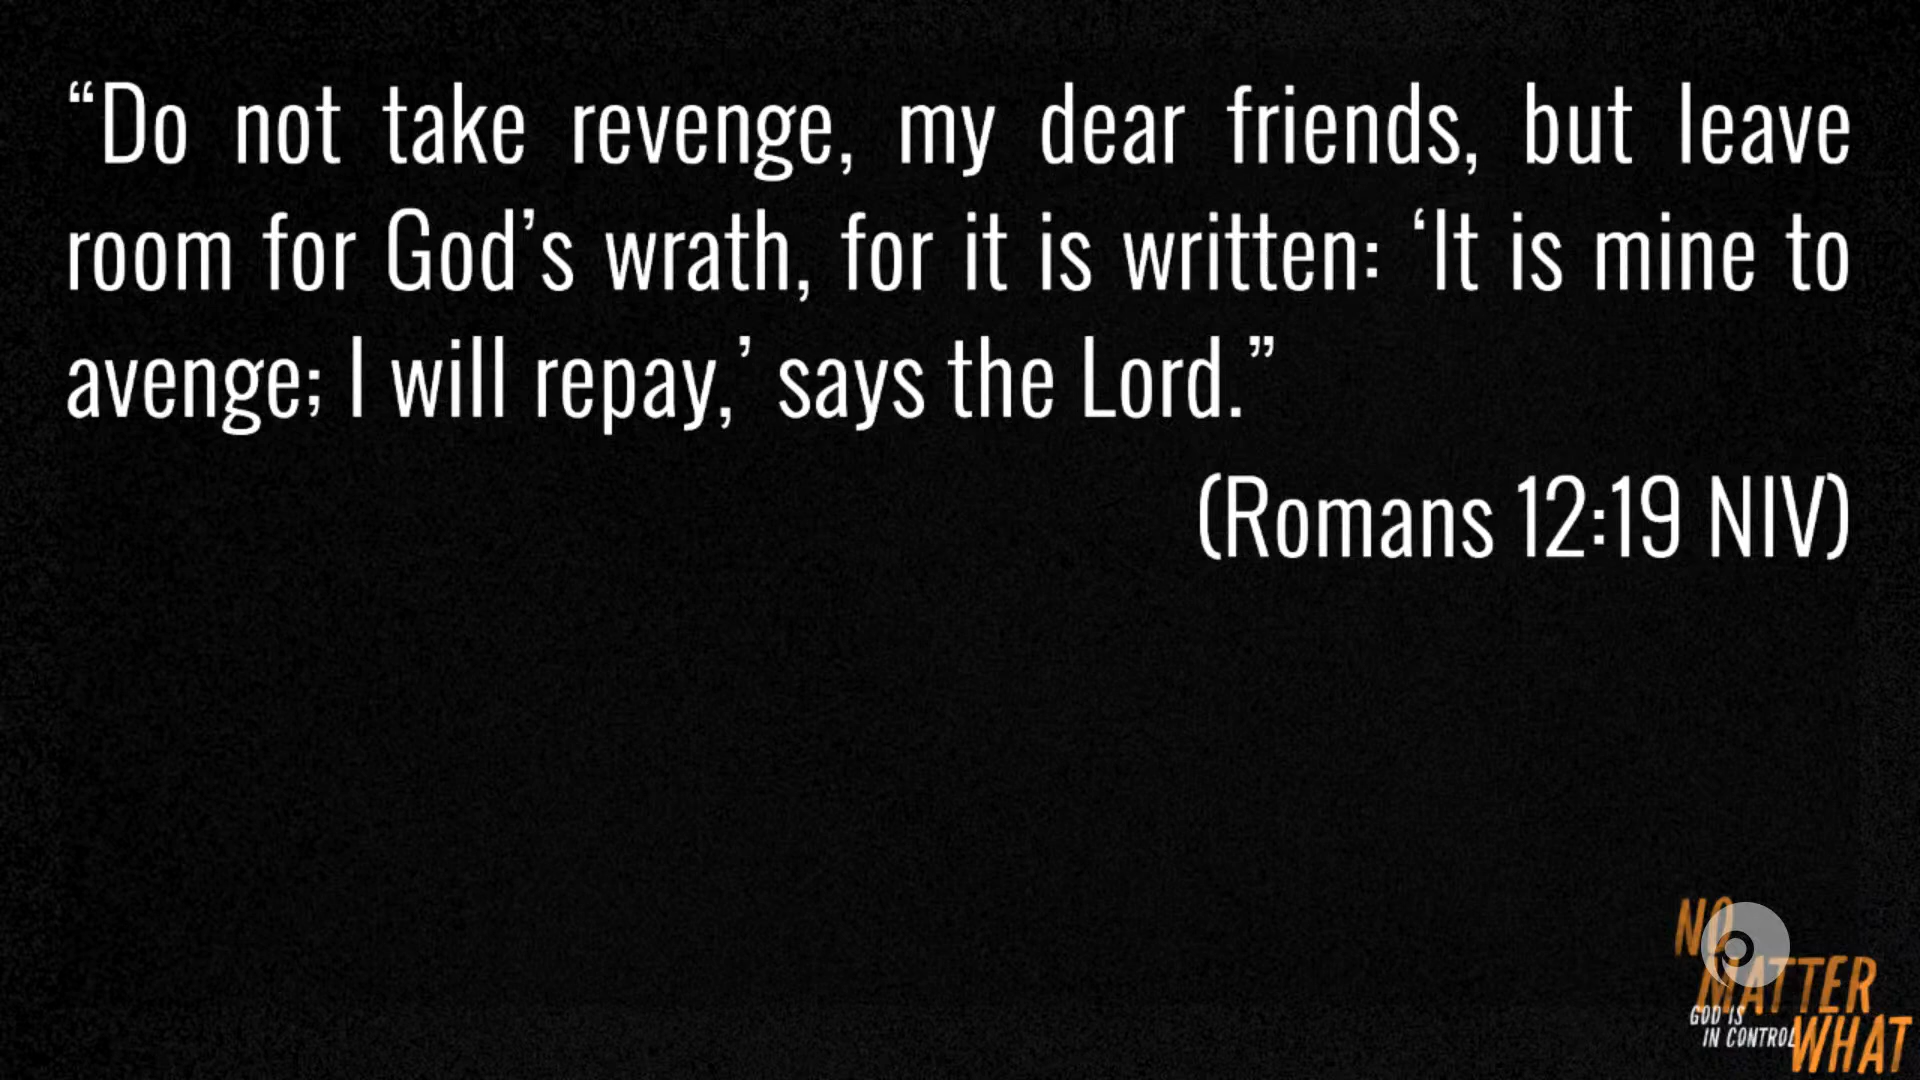 “Do not take revenge, my dear friends, but leave
room for God’s wrath, for it is written: ‘It is mine to
avenge; I will repay,’ says the Lord.”
(Romans 12:19 NIV)
NO
MATTER
GOD IS
IN CONTROL
WHAT